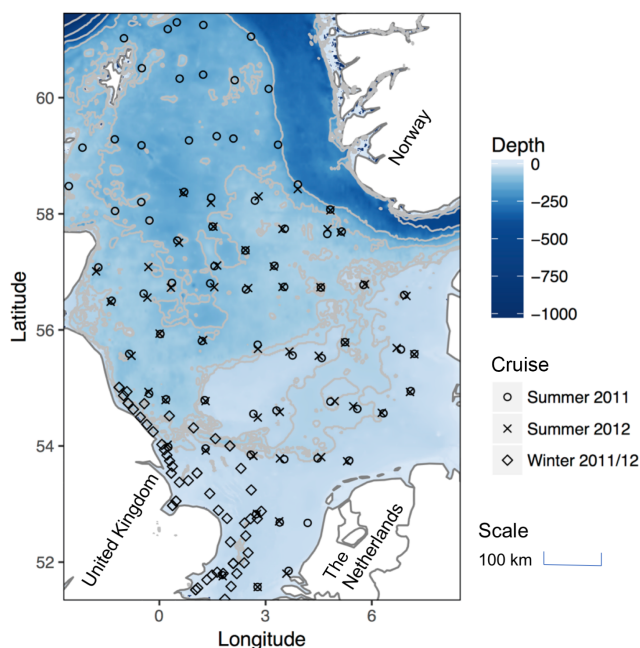 60
58
56
54
52
0
3
6
Latitude
Longitude
Norway
United Kingdom
The
Netherlands
Depth
0
−250
−500
−750
−1000
Cruise
Summer 2011
Summer 2012
Winter 2011/12
Scale
100 km